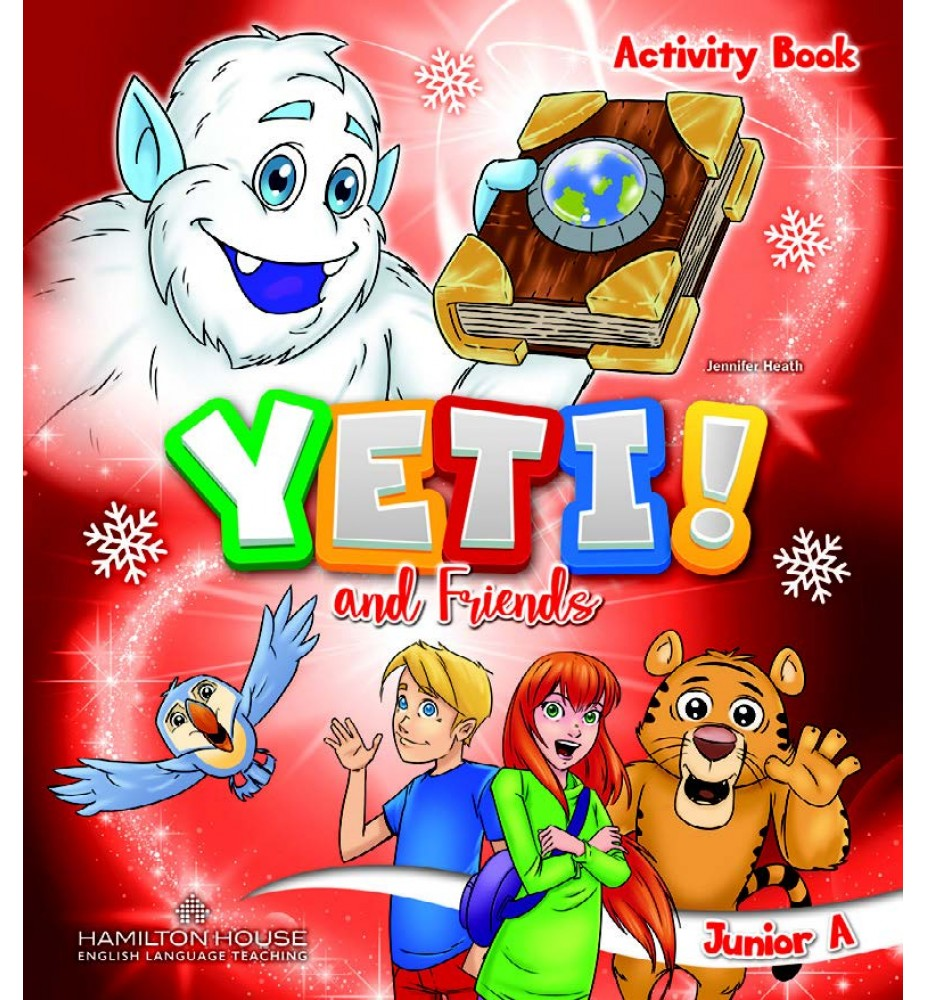 Activity Book
Jennifer Heath
YETI!
and Friends
HAMILTON HOUSE
ENGLISH LANGUAGE TEACHING
Junior A